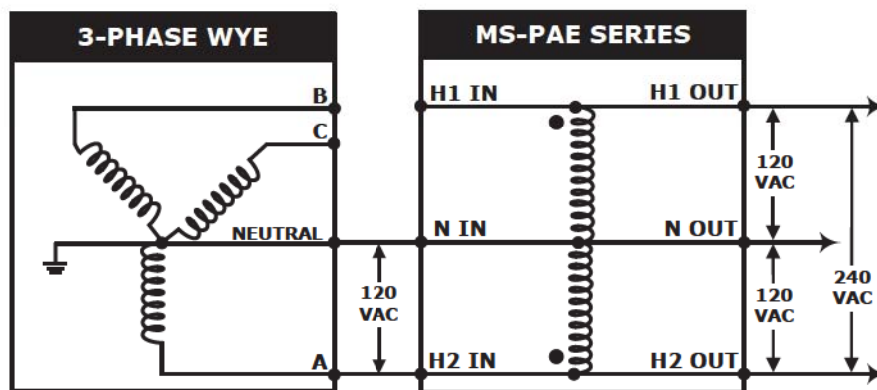 3-PHASE WYE
MS-PAE SERIES
B
C
NEUTRAL
A
120
VAC
H1 IN
H1 OUT
N IN
N OUT
H2 IN
H2 OUT
120
VAC
120
VAC
240
VAC